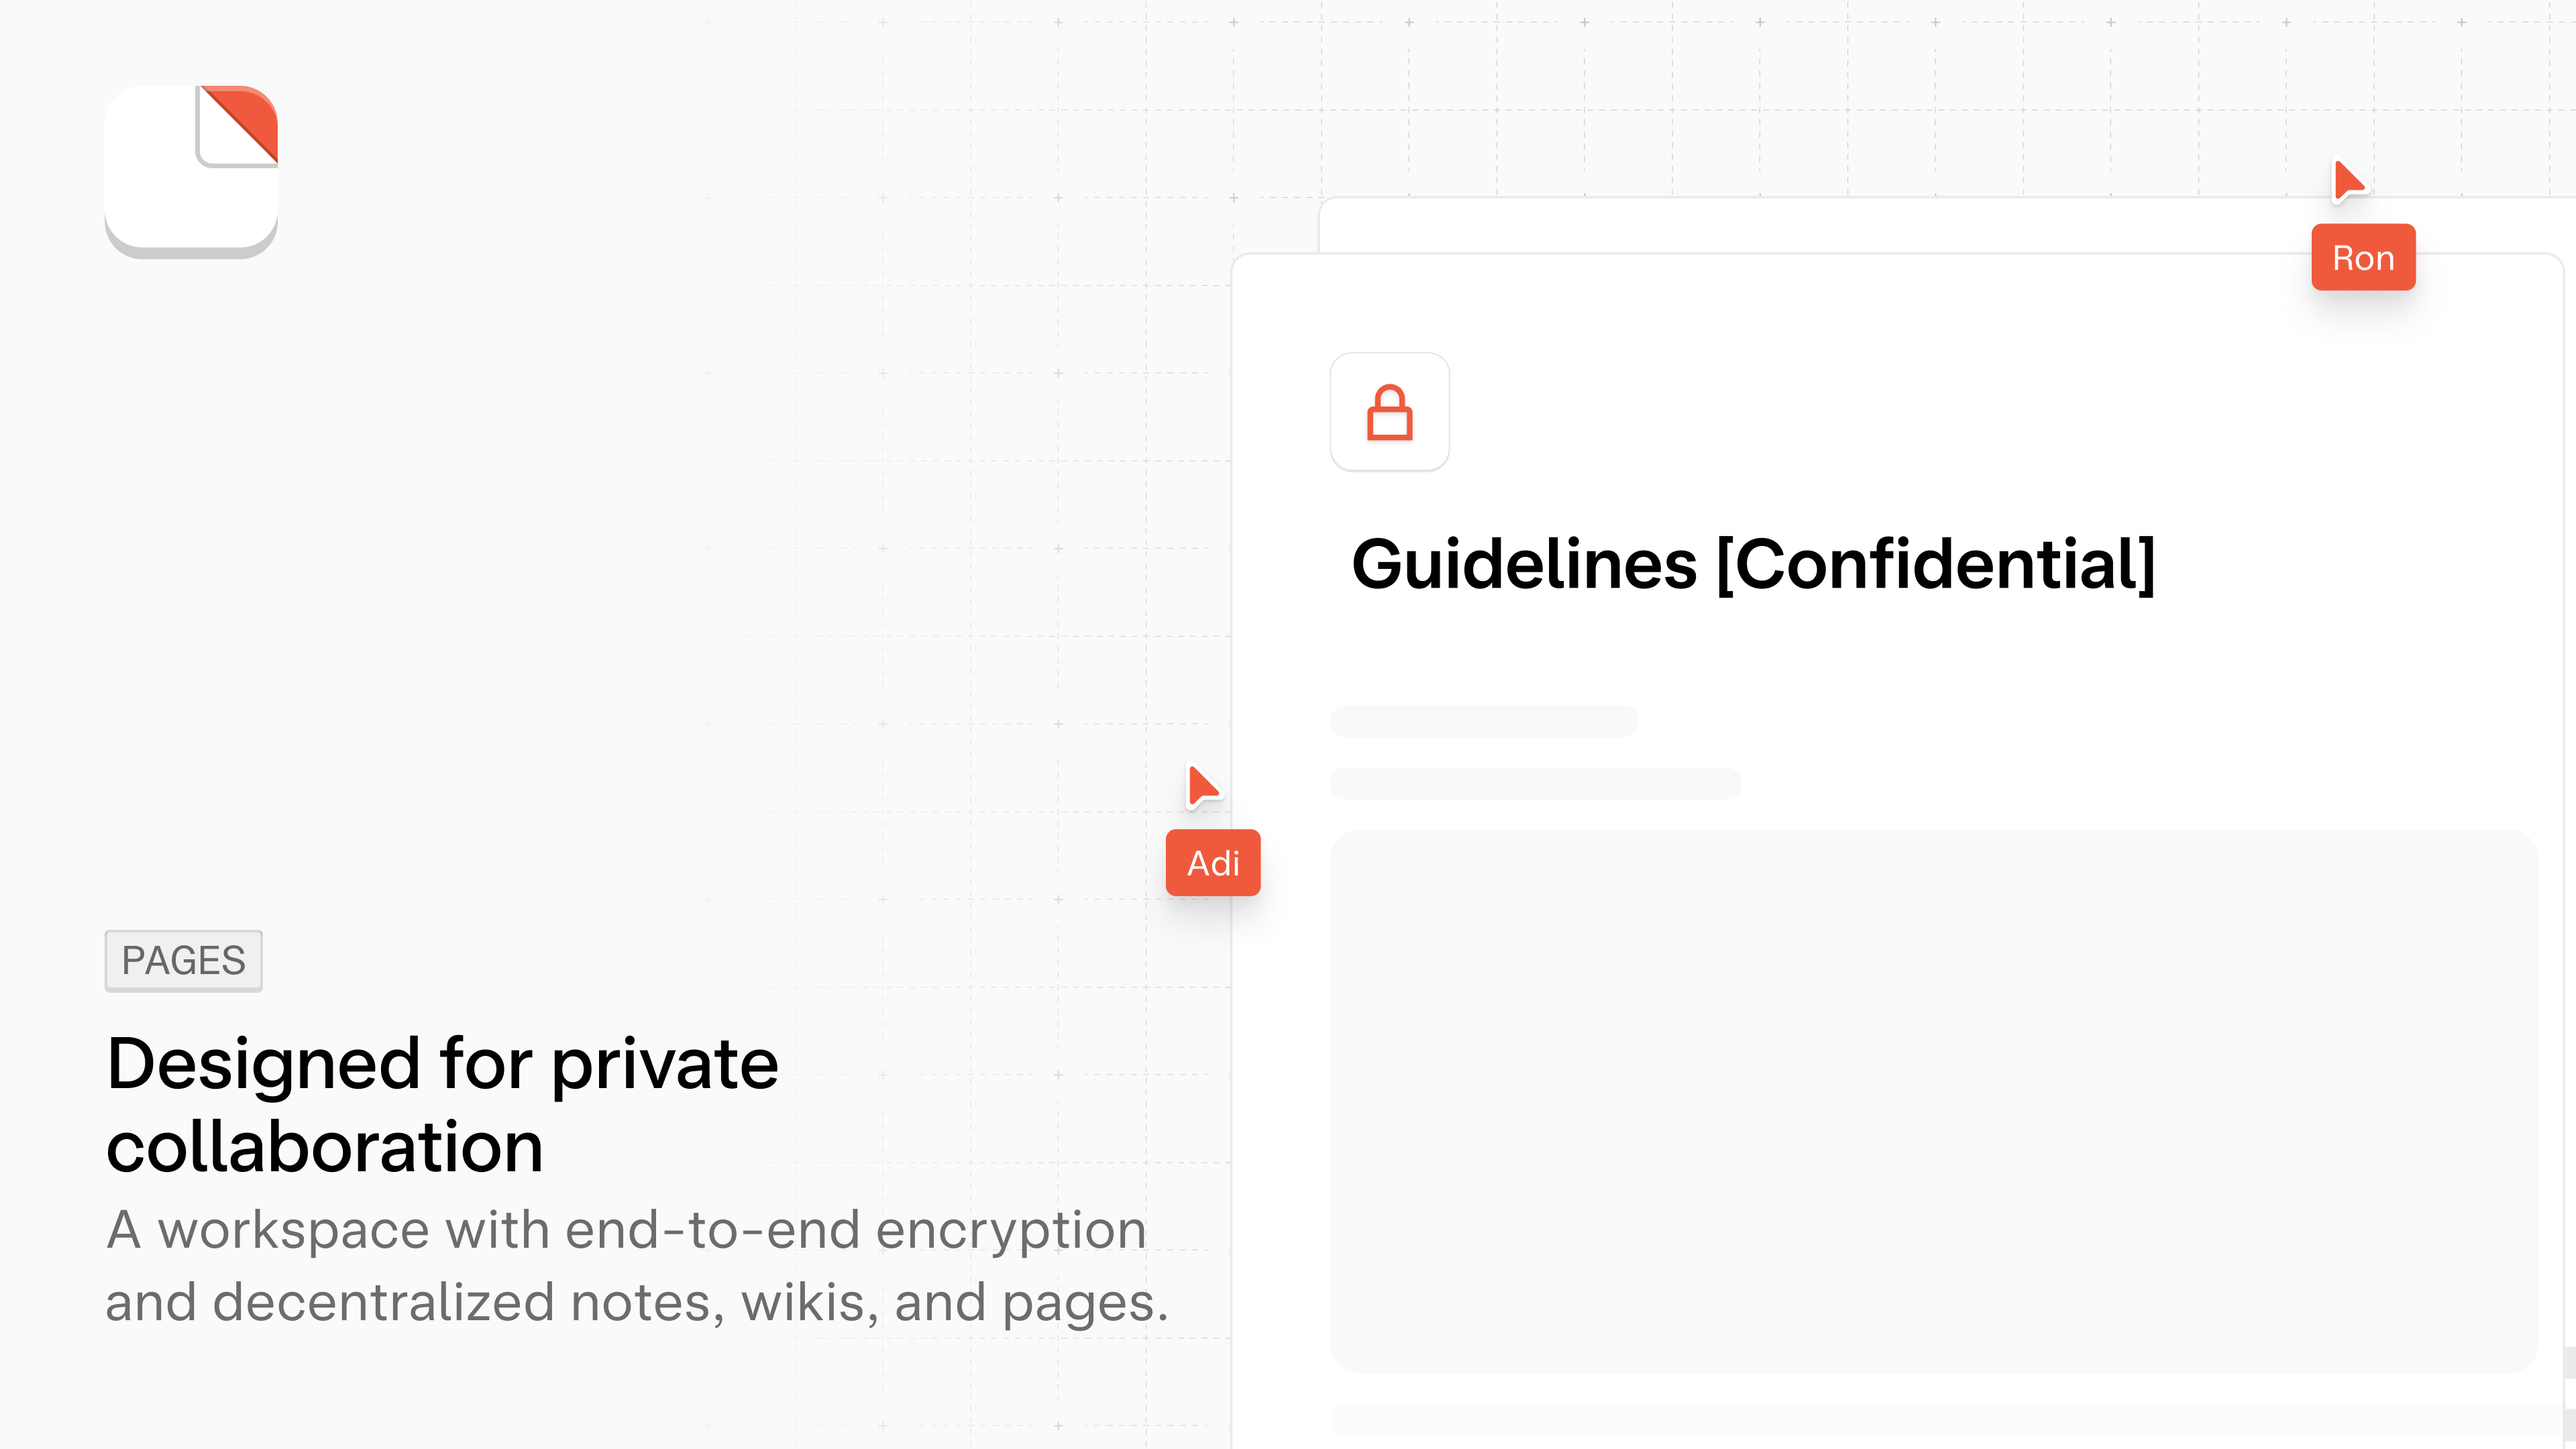 Ron
Guidelines [Confidential]
Adi
PAGES
Designed for private
collaboration
A workspace with end-to-end encryption
and decentralized notes, wikis, and pages.